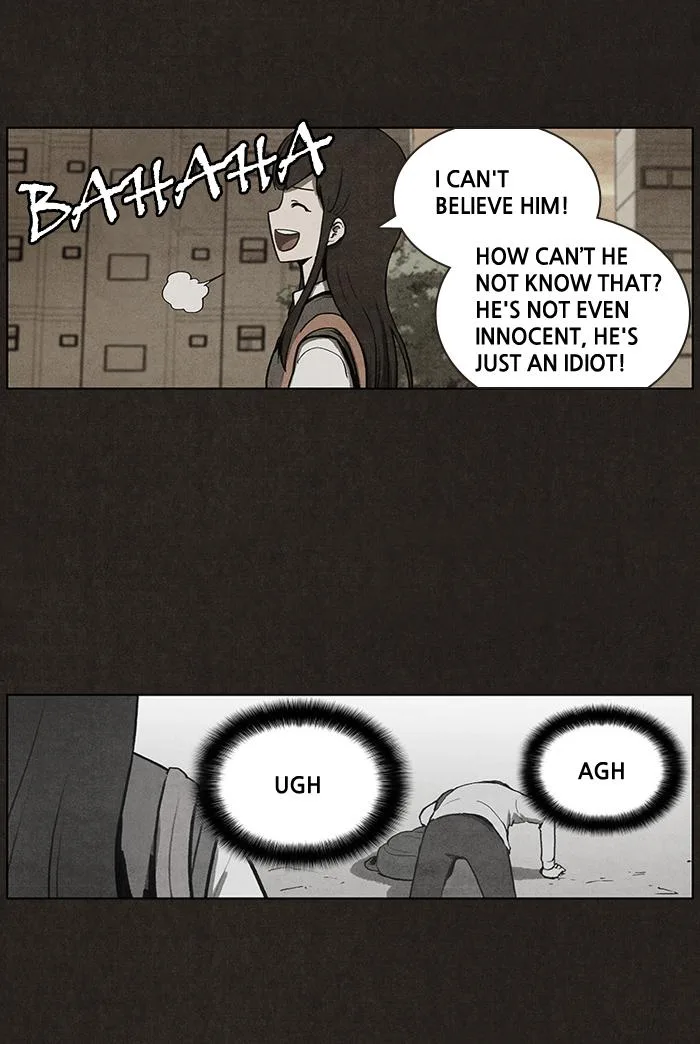 BAHAHA
I CAN'T
BELIEVE HIM!
HOW CAN'T HE
NOT KNOW THAT?
HE'S NOT EVEN
INNOCENT, HE'S
JUST AN IDIOT!
UGH
AGH